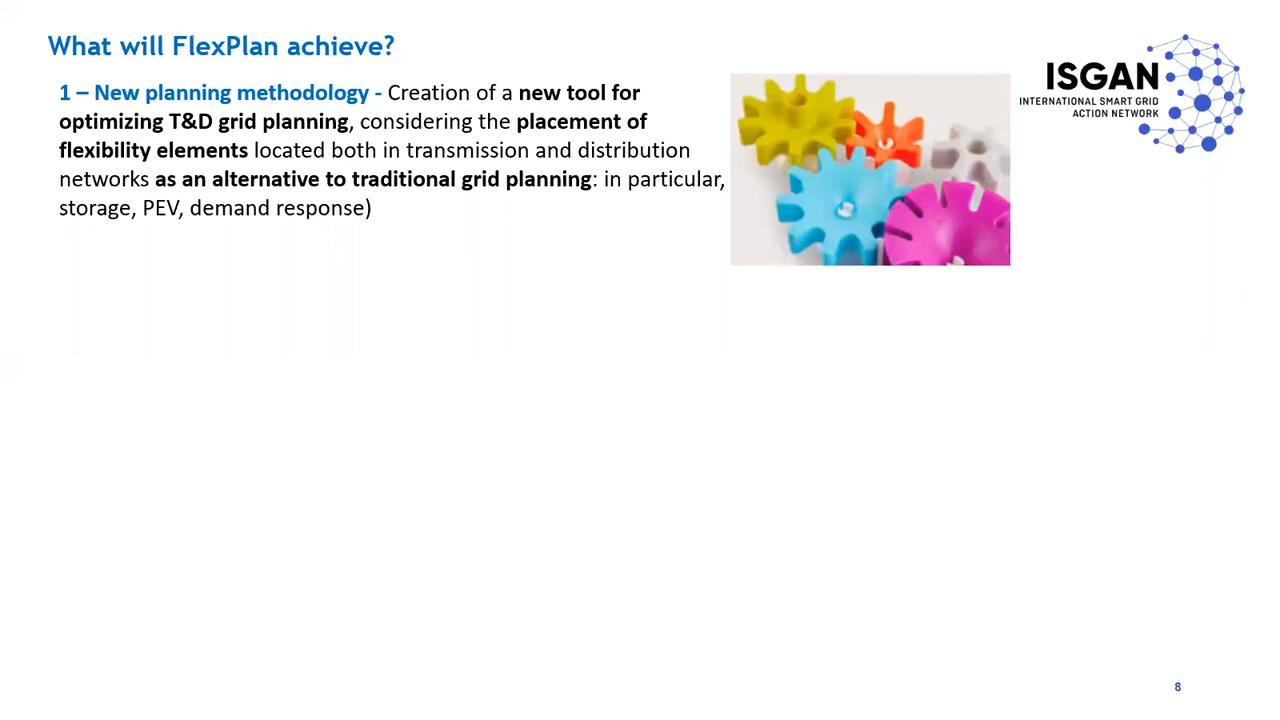 What will FlexPlan achieve?
1 – New planning methodology - Creation of a new tool for
optimizing T&D grid planning, considering the placement of
flexibility elements located both in transmission and distribution
networks as an alternative to traditional grid planning: in particular,
storage, PEV, demand response)
ISGAN
INTERNATIONAL SMART GRID
ACTION NETWORK
8